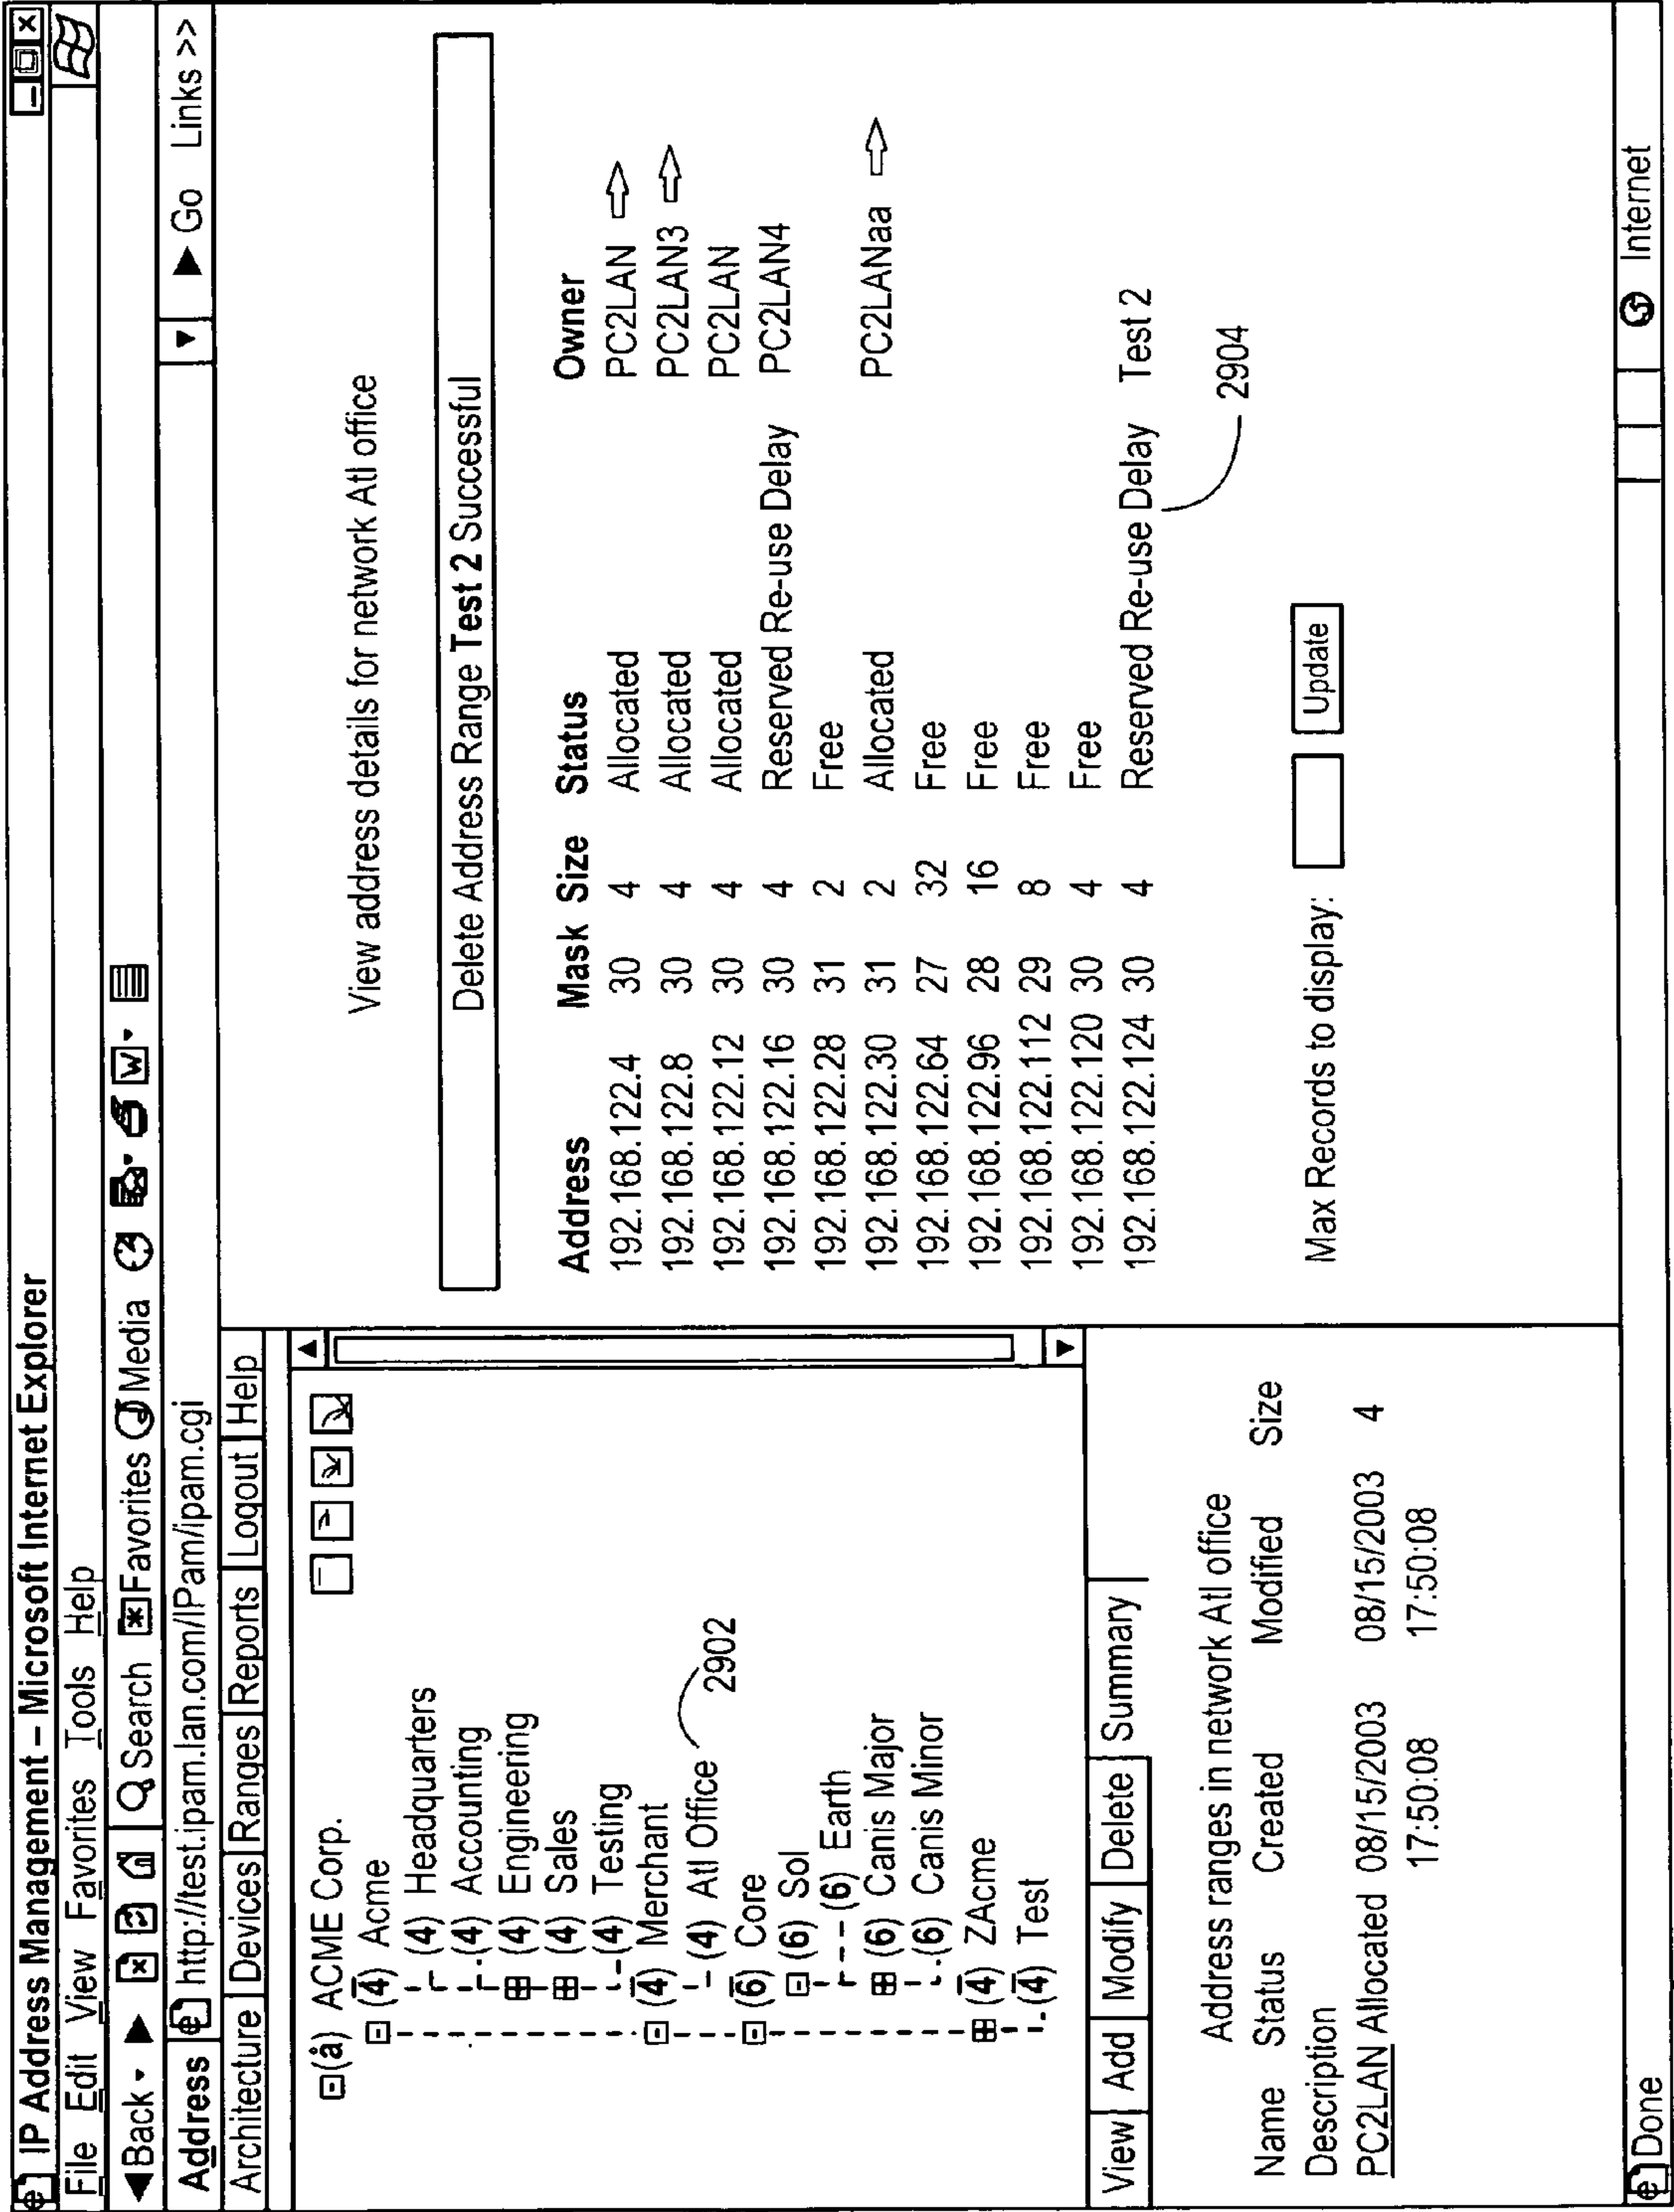 IP Address Management – Microsoft Internet Explorer
File Edit View Favorites Tools Help
Back Search Favorites Media
Address http://test.ipam.lan.com/IPam/ipam.cgi Go Links >>
Architecture Devices Ranges Reports Logout Help
(å) ACME Corp.
(4) Acme
(4) Headquarters
(4) Accounting
(4) Engineering
(4) Sales
(4) Testing
(4) Merchant
(4) Atl Office
2902
(6) Core
(6) Sol
(6) Earth
(6) Canis Major
(6) Canis Minor
(4) ZAcme
(4) Test
View Add Modify Delete Summary
Address ranges in network Atl office
Name Status Created Modified Size
Description
PC2LAN Allocated 08/15/2003 08/15/2003 4
17:50:08 17:50:08
View address details for network Atl office
Delete Address Range Test 2 Successful
Address Mask Size Status Owner
192.168.122.4 30 4 Allocated PC2LAN
192.168.122.8 30 4 Allocated PC2LAN3
192.168.122.12 30 4 Allocated PC2LAN
192.168.122.16 30 4 Reserved Re-use Delay PC2LAN4
192.168.122.28 31 2 Free
192.168.122.30 31 2 Allocated PC2LANaa
192.168.122.64 27 32 Free
192.168.122.96 28 16 Free
192.168.122.112 29 8 Free
192.168.122.120 30 4 Free
192.168.122.124 30 4 Reserved Re-use Delay Test 2
2904
Max Records to display: Update
Done Internet